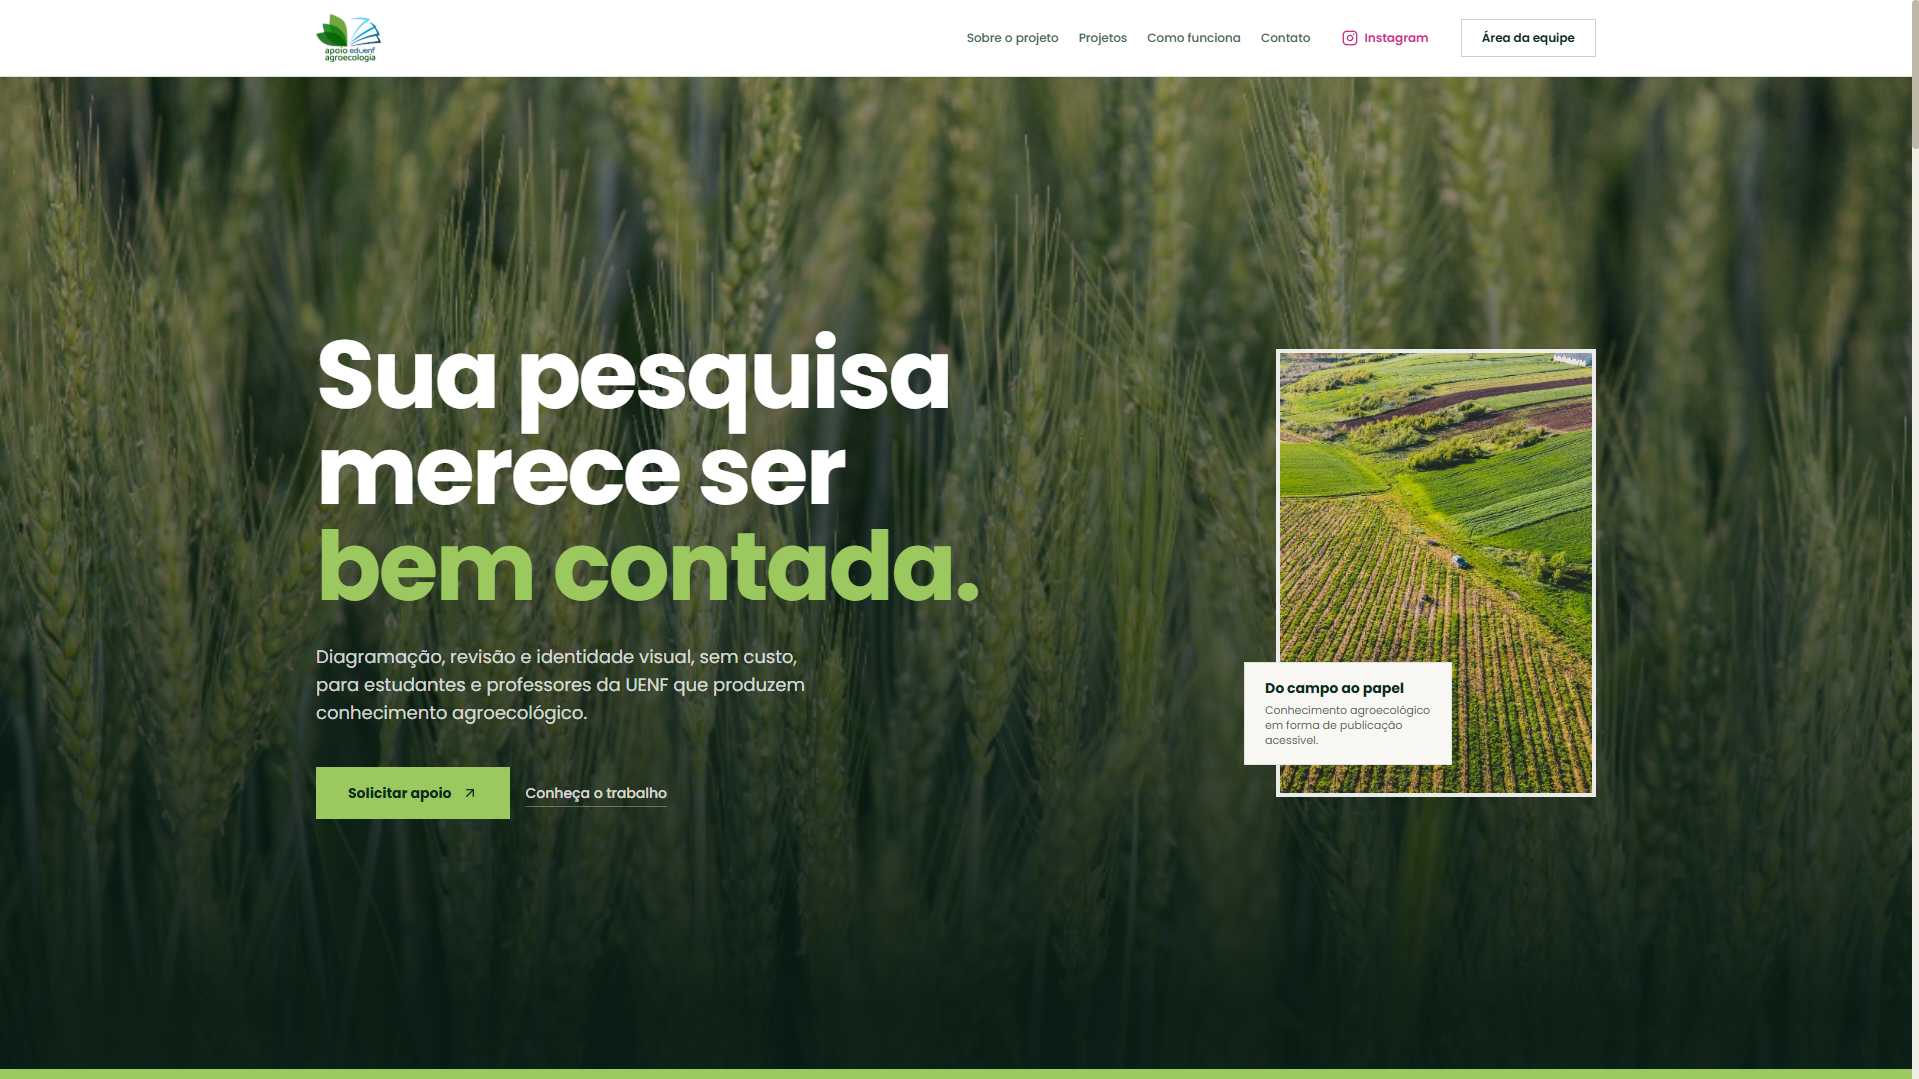 apoio eduenf
agroecologia
Sobre o projeto
Projetos
Como funciona
Contato
Instagram
Área da equipe
Sua pesquisa
merece ser
bem contada.
Diagramação, revisão e identidade visual, sem custo,
para estudantes e professores da UENF que produzem
conhecimento agroecológico.
Solicitar apoio
Conheça o trabalho
Do campo ao papel
Conhecimento agroecológico
em forma de publicação
acessível.